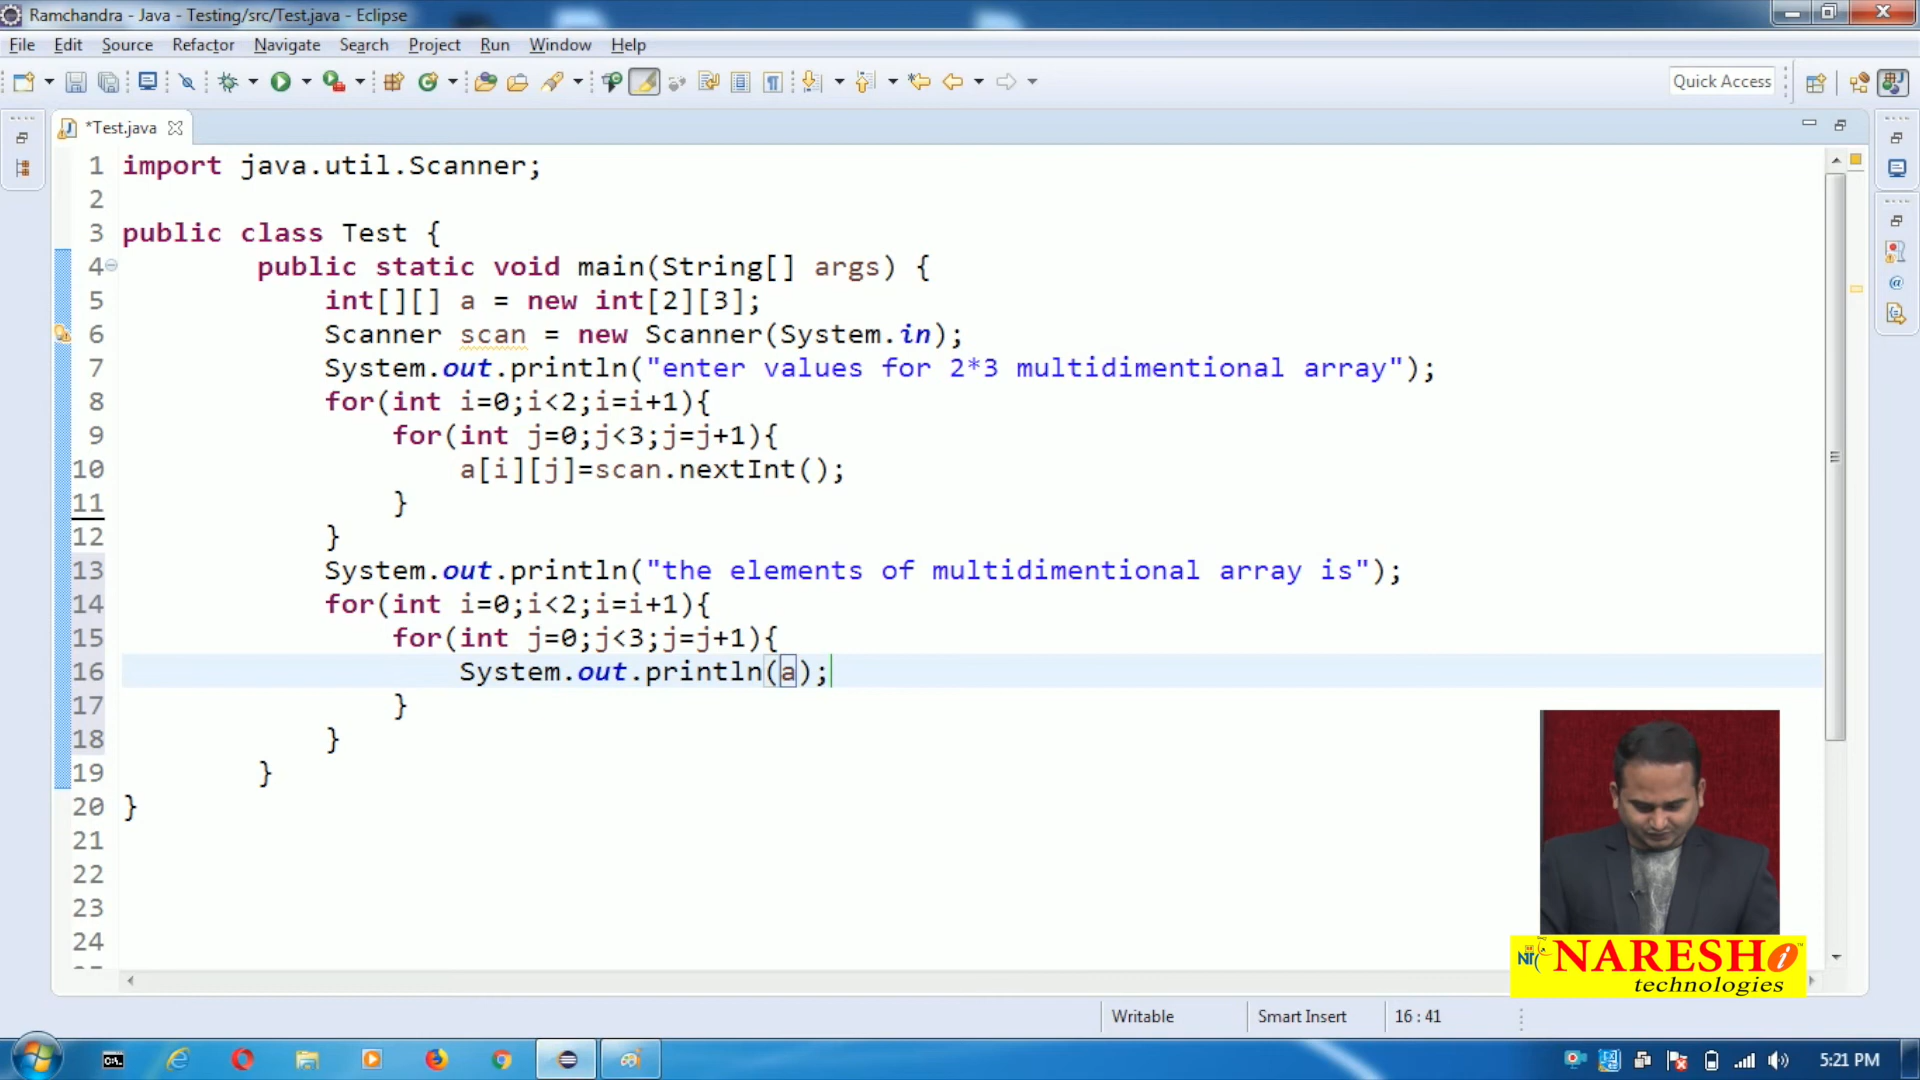 Ramchandra - Java - Testing/src/Test.java - Eclipse
File Edit Source Refactor Navigate Search Project Run Window Help
Quick Access
*Test.java
1 import java.util.Scanner;
2
3 public class Test {
4 public static void main(String[] args) {
5 int[][] a = new int[2][3];
6 Scanner scan = new Scanner(System.in);
7 System.out.println("enter values for 2*3 multidimentional array");
8 for(int i=0;i<2;i=i+1){
9 for(int j=0;j<3;j=j+1){
10 a[i][j]=scan.nextInt();
11 }
12 }
13 System.out.println("the elements of multidimentional array is");
14 for(int i=0;i<2;i=i+1){
15 for(int j=0;j<3;j=j+1){
16 System.out.println(a);
17 }
18 }
19 }
20 }
21
22
23
24
NARESH i
technologies
Writable Smart Insert 16 : 41
5:21 PM